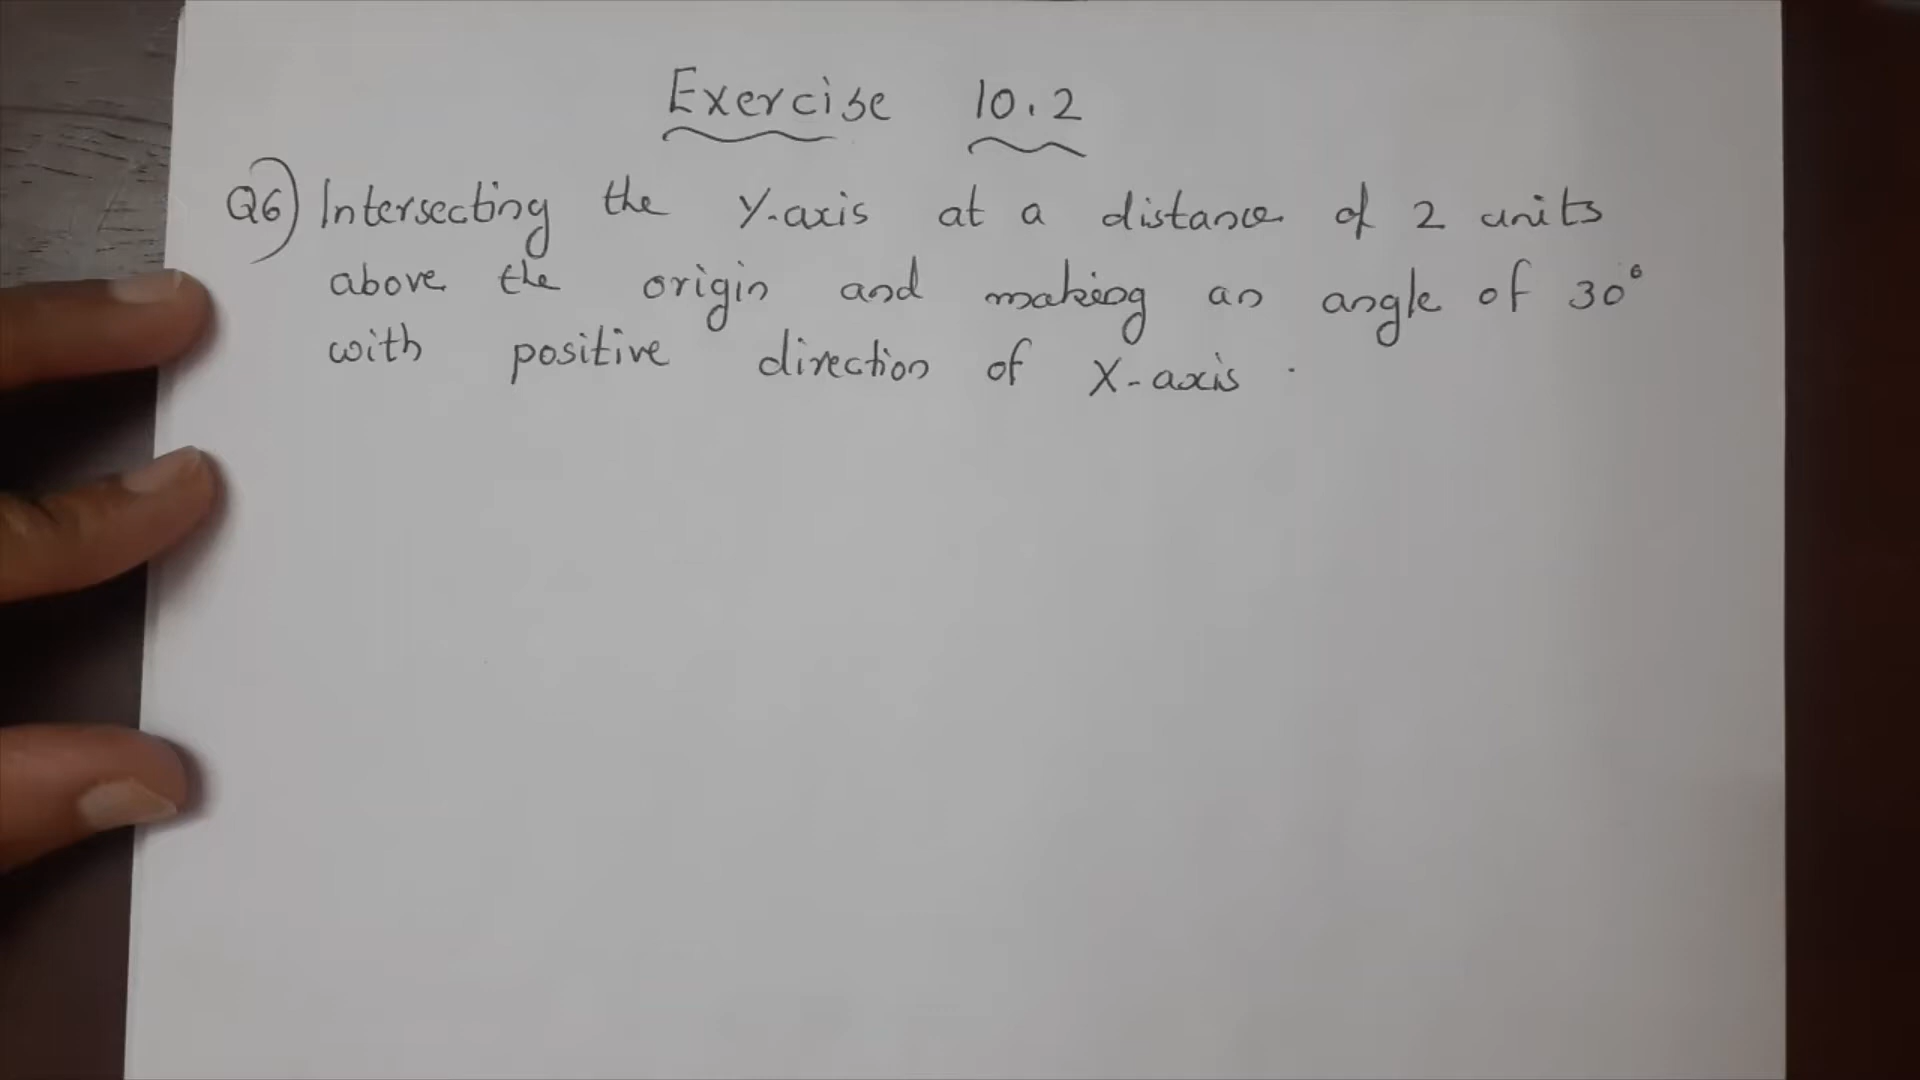 Exercise 10.2
Q6) Intersecting the Y-axis at a distance of 2 units
above the origin and making an angle of 30°
with positive direction of X-axis.